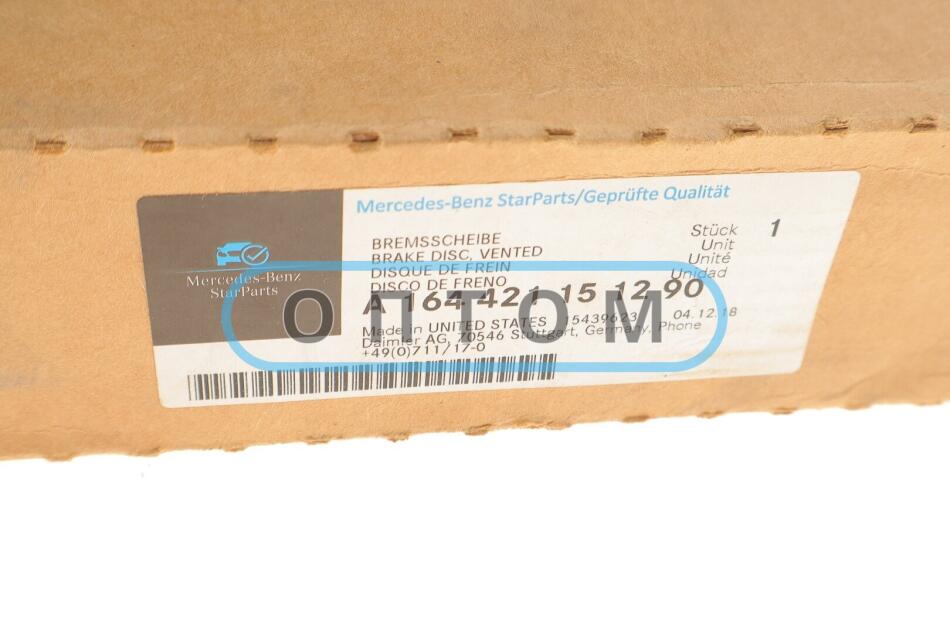 Mercedes-Benz StarParts/Geprüfte Qualität
Mercedes-Benz
StarParts
BREMSSCHEIBE
BRAKE DISC, VENTED
DISQUE DE FREIN
DISCO DE FRENO
Stück 1
Unit
Unité
Unidad
A 164 421 15 12 90
Made in UNITED STATES 15439623 04.12.18
Daimler AG, 70546 Stuttgart, Germany, Phone
+49(0)711/17-0
ОПТОМ